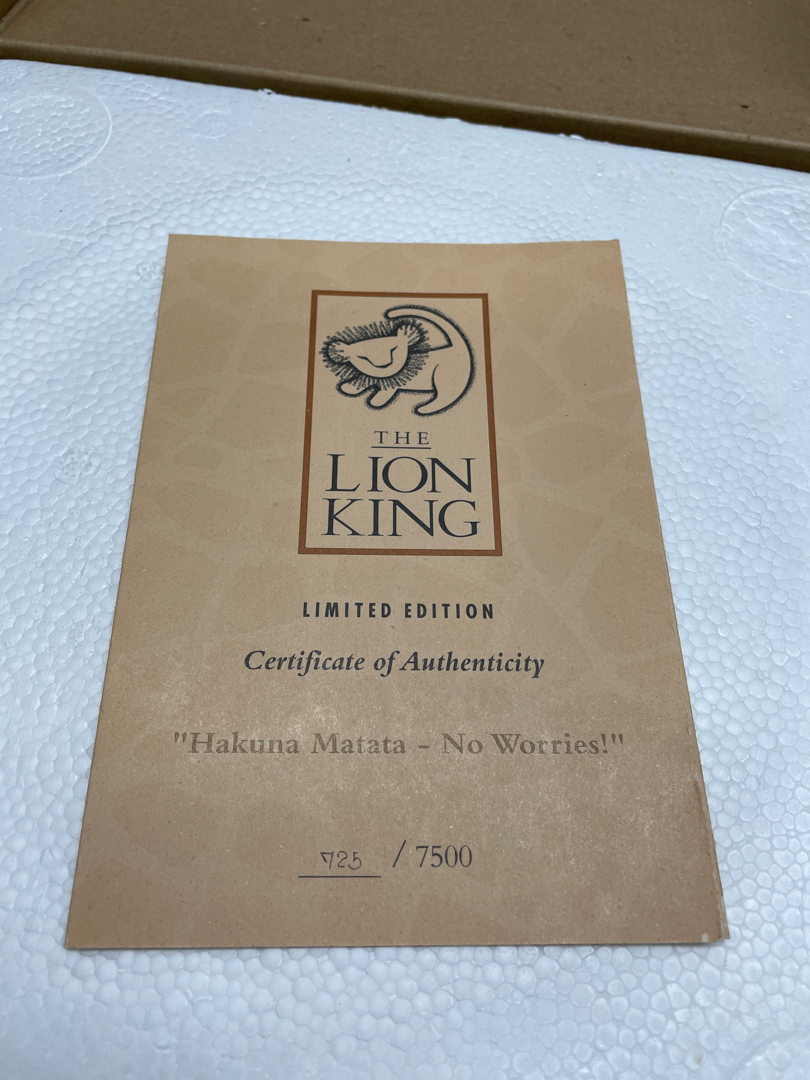 THE
LION
KING
LIMITED EDITION
Certificate of Authenticity
"Hakuna Matata - No Worries!"
725 / 7500